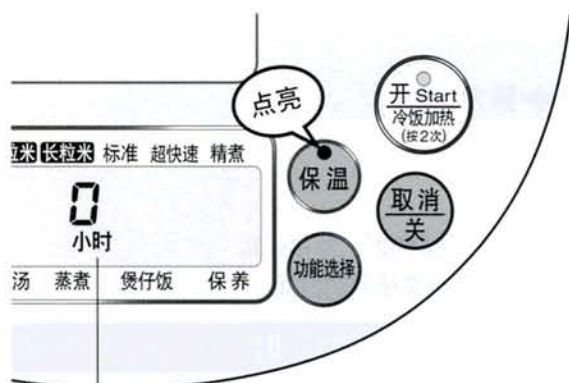 点亮
开 Start
冷饭加热
(按2次)
粒米 长粒米 标准 超快速 精煮
保温
取消
关
0
小时
功能选择
汤 蒸煮 煲仔饭 保养